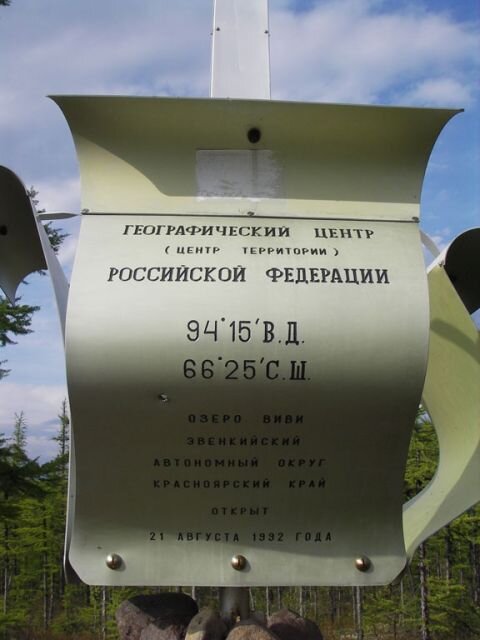 ГЕОГРАФИЧЕСКИЙ ЦЕНТР
( ЦЕНТР ТЕРРИТОРИИ )
РОССИЙСКОЙ ФЕДЕРАЦИИ
94°15′В.Д.
66°25′С.Ш.
ОЗЕРО ВИВИ
ЭВЕНКИЙСКИЙ
АВТОНОМНЫЙ ОКРУГ
КРАСНОЯРСКИЙ КРАЙ
ОТКРЫТ
21 АВГУСТА 1992 ГОДА